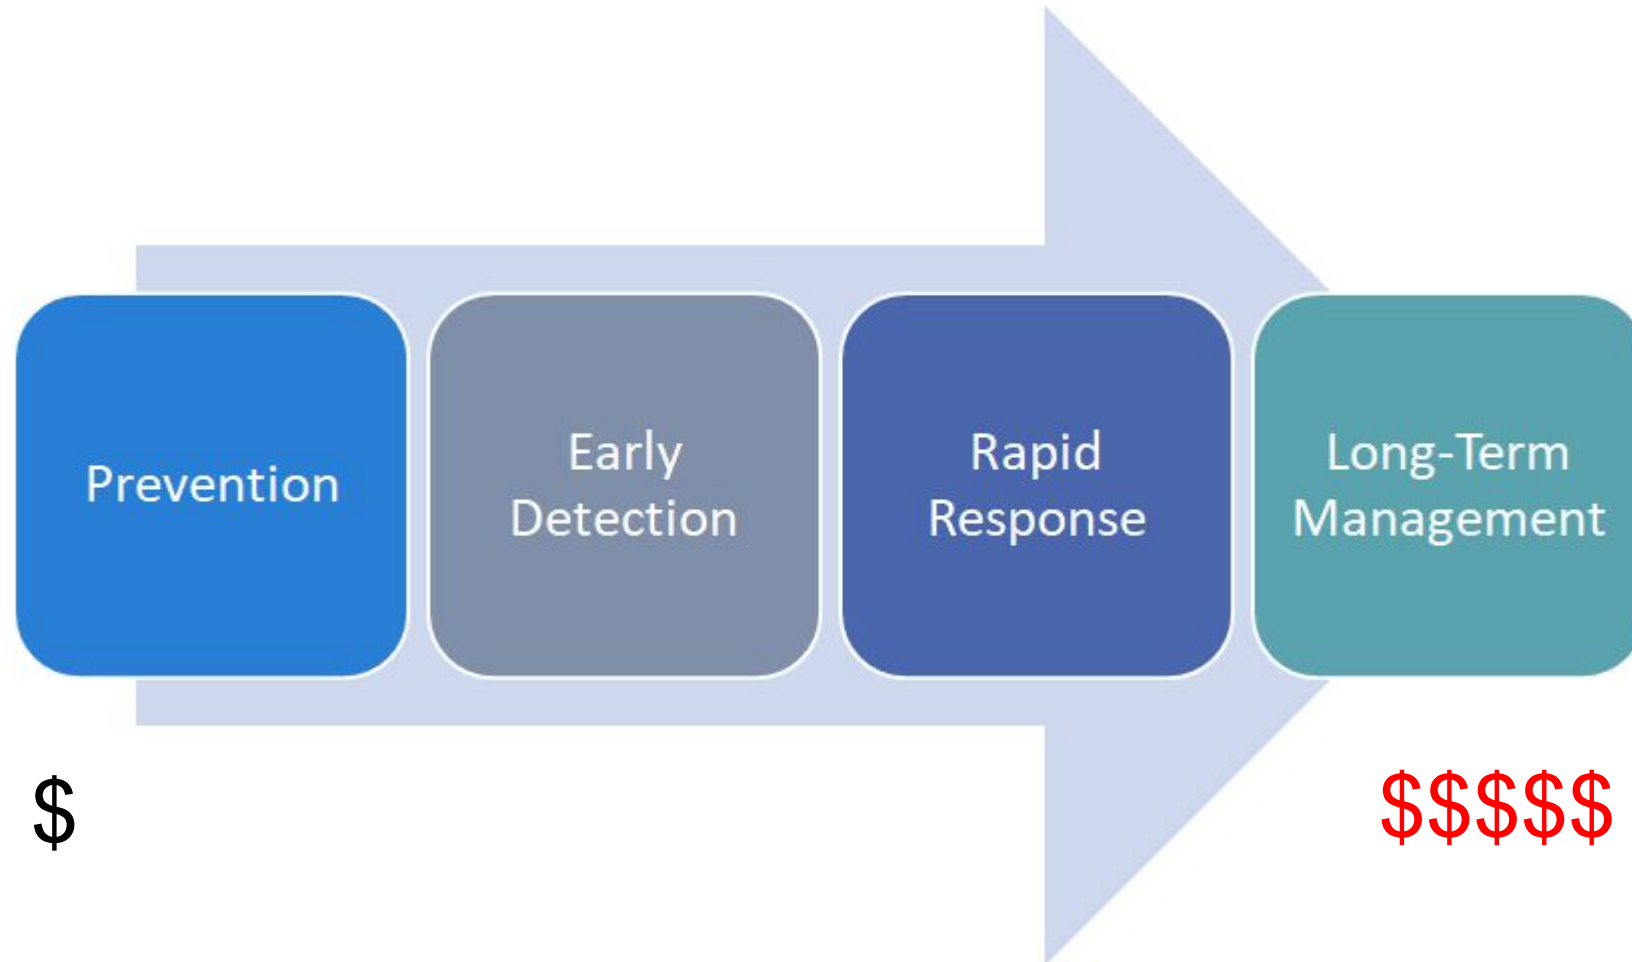 Prevention
Early
Detection
Rapid
Response
Long-Term
Management
$
$$$$$